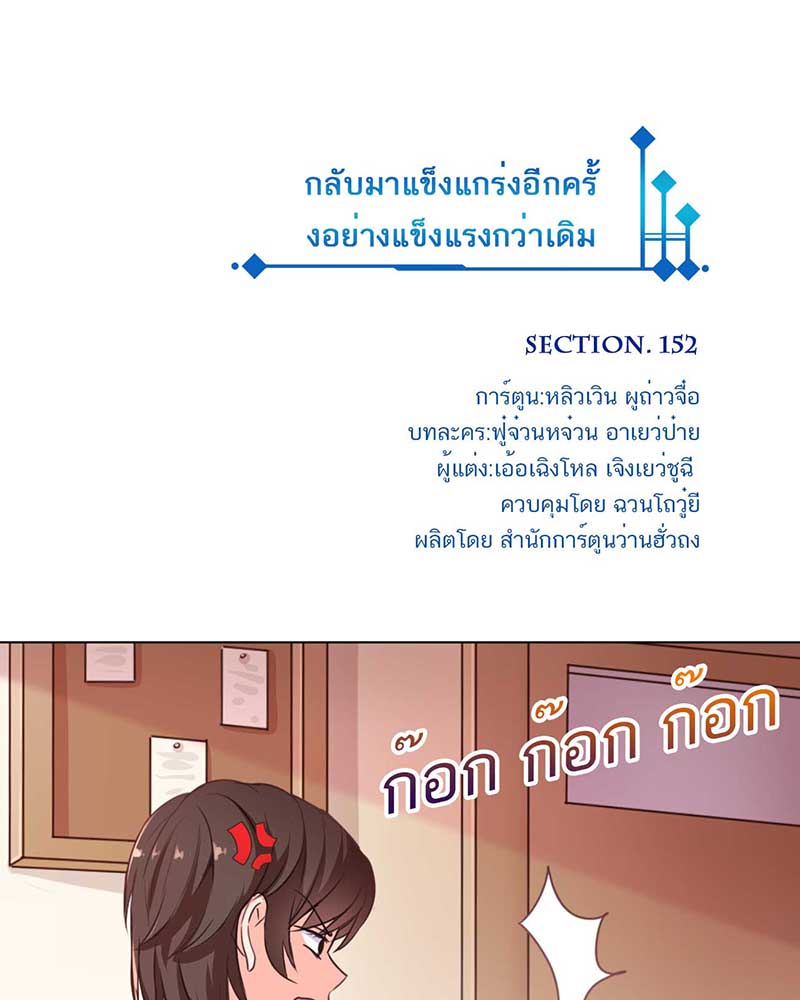 กลับมาแข็งแกร่งอีกครั้
งอย่างแข็งแรงกว่าเดิม
SECTION. 152
การ์ตูน:หลิวเวิน ผูถ่าวจื่อ
บทละคร:ฟู่จ๋วนหจ๋วน อาเยว่ป๋าย
ผู้แต่ง:เอ้อเฉิงโหล เจิงเยว่ชูฉี
ควบคุมโดย ฉวนโถวู๋ยี
ผลิตโดย สำนักการ์ตูนว่านฮั่วถง
ก๊อก ก๊อก ก๊อก